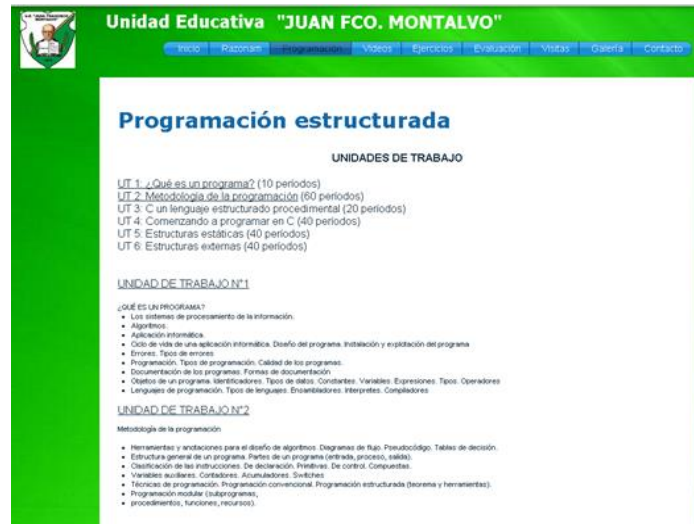 Unidad Educativa "JUAN FCO. MONTALVO"
Inicio Razonam Programación Videos Ejercicios Evaluación Visitas Galería Contacto
Programación estructurada
UNIDADES DE TRABAJO
UT 1: ¿Qué es un programa? (10 periodos)
UT 2: Metodología de la programación (60 periodos)
UT 3: C un lenguaje estructurado procedimental (20 periodos)
UT 4: Comenzando a programar en C (40 periodos)
UT 5: Estructuras estáticas (40 periodos)
UT 6: Estructuras externas (40 periodos)
UNIDAD DE TRABAJO N°1
¿QUÉ ES UN PROGRAMA?
Los sistemas de procesamiento de la información.
Algoritmos.
Aplicación informática.
Ciclo de vida de una aplicación informática. Diseño del programa. Instalación y explotación del programa
Errores. Tipos de errores
Programación. Tipos de programación. Calidad de los programas.
Documentación de los programas. Formas de documentación
Objetos de un programa. Identificadores. Tipos de datos. Constantes. Variables. Expresiones. Tipos. Operadores
Lenguajes de programación. Tipos de lenguajes. Ensambladores. Interpretes. Compiladores
UNIDAD DE TRABAJO N°2
Metodología de la programación
Herramientas y anotaciones para el diseño de algoritmos. Diagramas de flujo. Pseudocódigo. Tablas de decisión.
Estructura general de un programa. Partes de un programa (entrada, proceso, salida).
Clasificación de las instrucciones. De declaración. Primitivas. De control. Compuestas.
Variables auxiliares. Contadores. Acumuladores. Switches
Técnicas de programación. Programación convencional. Programación estructurada (teorema y herramientas).
Programación modular (subprogramas,
procedimientos, funciones, recursos).